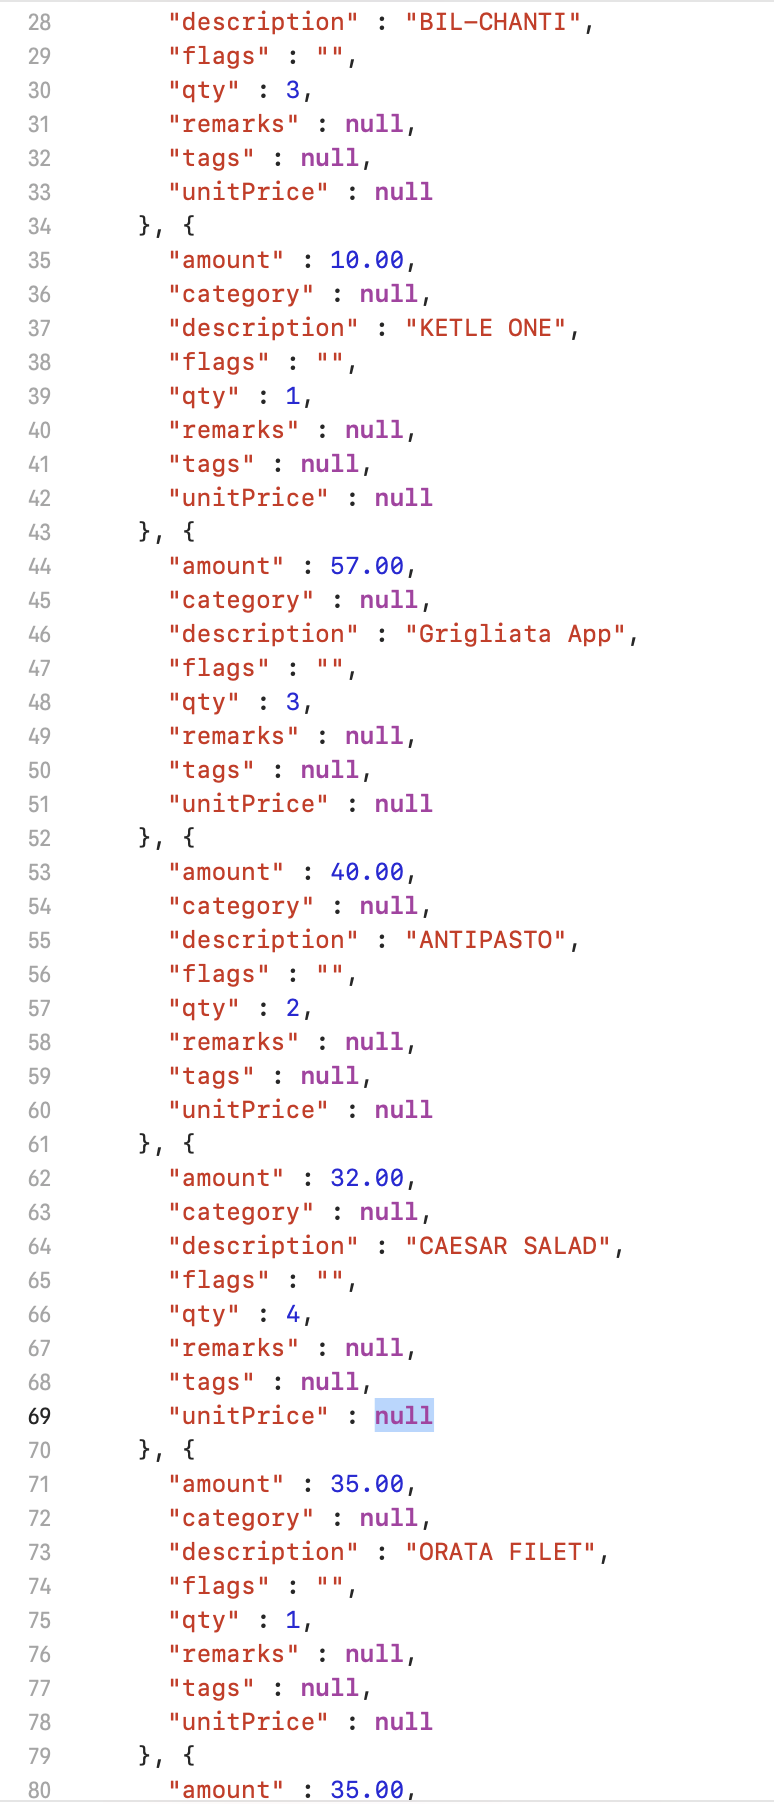 28 "description" : "BIL-CHANTI",
29 "flags" : "",
30 "qty" : 3,
31 "remarks" : null,
32 "tags" : null,
33 "unitPrice" : null
34 }, {
35 "amount" : 10.00,
36 "category" : null,
37 "description" : "KETLE ONE",
38 "flags" : "",
39 "qty" : 1,
40 "remarks" : null,
41 "tags" : null,
42 "unitPrice" : null
43 }, {
44 "amount" : 57.00,
45 "category" : null,
46 "description" : "Grigliata App",
47 "flags" : "",
48 "qty" : 3,
49 "remarks" : null,
50 "tags" : null,
51 "unitPrice" : null
52 }, {
53 "amount" : 40.00,
54 "category" : null,
55 "description" : "ANTIPASTO",
56 "flags" : "",
57 "qty" : 2,
58 "remarks" : null,
59 "tags" : null,
60 "unitPrice" : null
61 }, {
62 "amount" : 32.00,
63 "category" : null,
64 "description" : "CAESAR SALAD",
65 "flags" : "",
66 "qty" : 4,
67 "remarks" : null,
68 "tags" : null,
69 "unitPrice" : null
70 }, {
71 "amount" : 35.00,
72 "category" : null,
73 "description" : "ORATA FILET",
74 "flags" : "",
75 "qty" : 1,
76 "remarks" : null,
77 "tags" : null,
78 "unitPrice" : null
79 }, {
80 "amount" : 35.00,